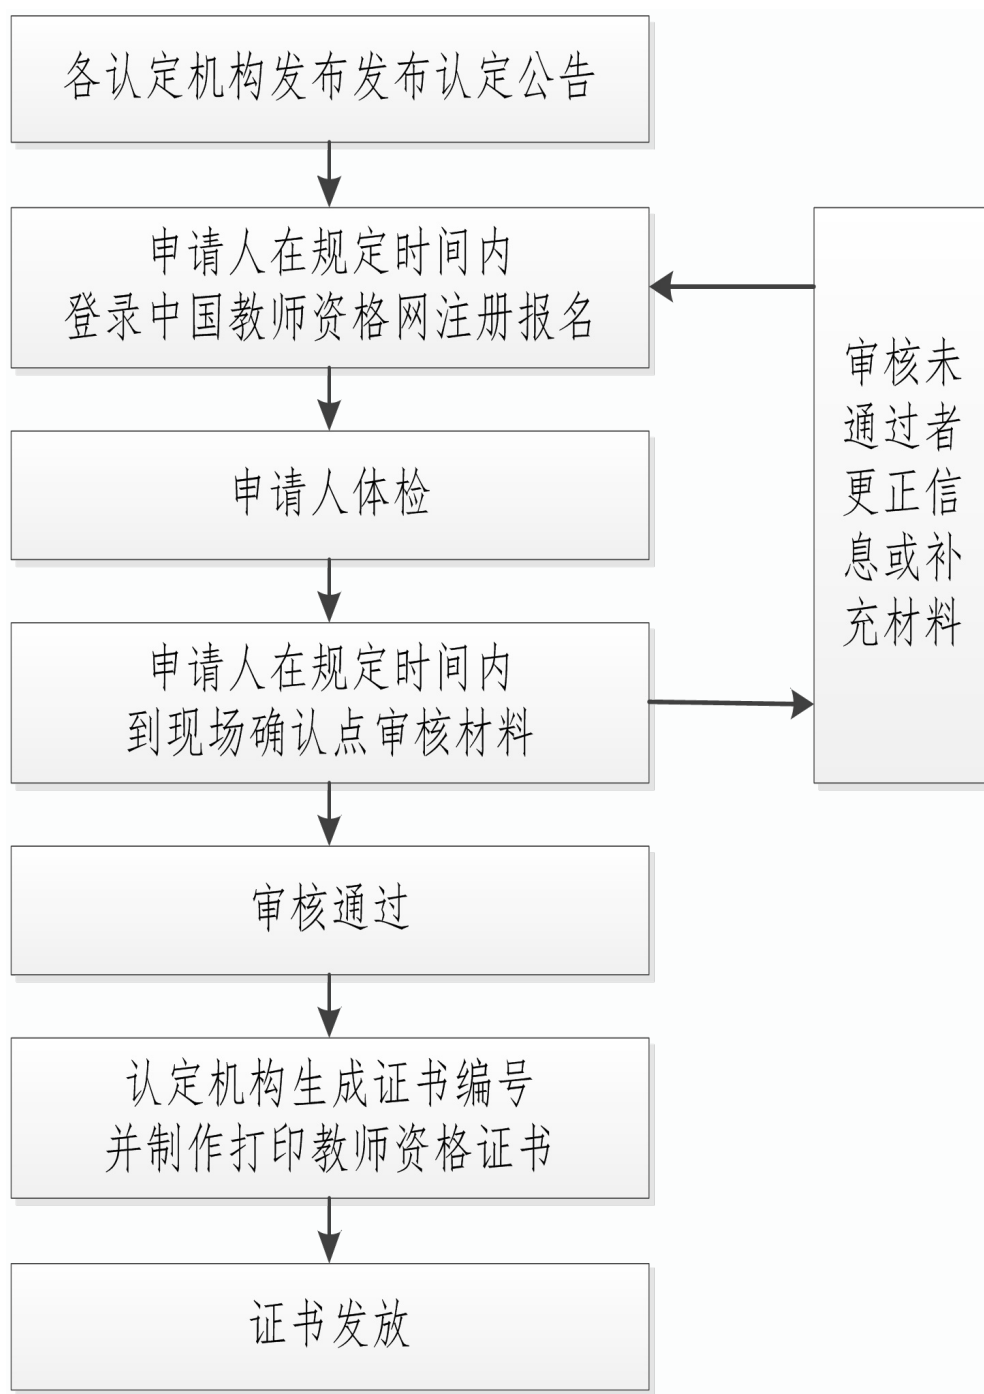 各认定机构发布发布认定公告
申请人在规定时间内
登录中国教师资格网注册报名
申请人体检
申请人在规定时间内
到现场确认点审核材料
审核未
通过者
更正信
息或补
充材料
审核通过
认定机构生成证书编号
并制作打印教师资格证书
证书发放